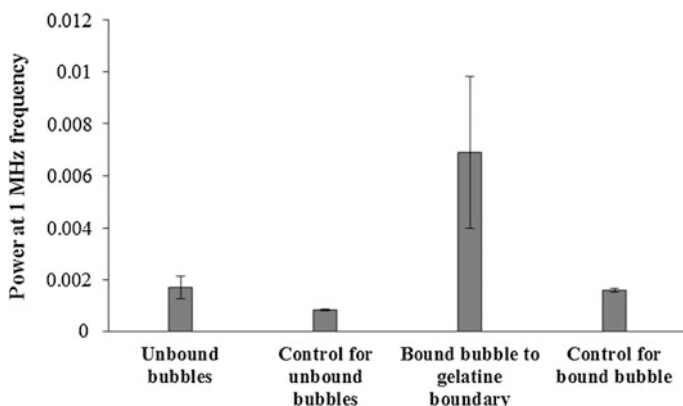 0.012
0.01
0.008
0.006
0.004
0.002
0
Power at 1 MHz frequency
Unbound
bubbles
Control for
unbound
bubbles
Bound bubble to
gelatine
boundary
Control for
bound bubble